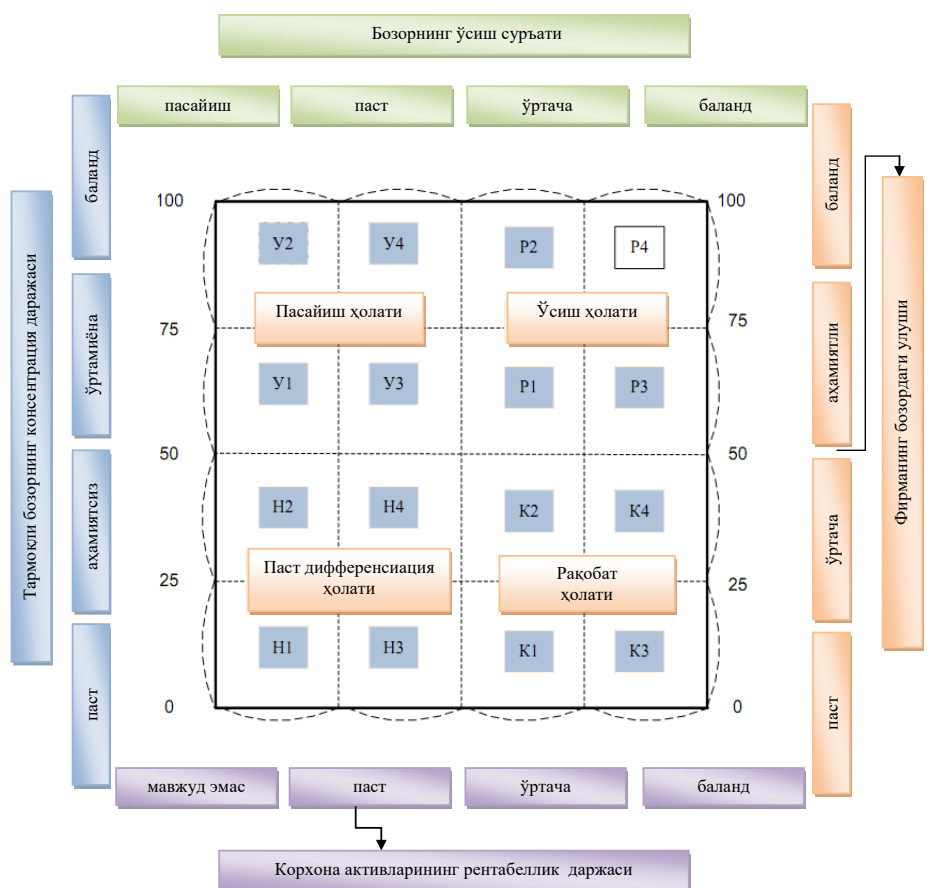 Бозорнинг ўсиш суръати
пасайиш
паст
ўртача
баланд
Тармоқли бозорнинг консентрация даражаси
баланд
ўртамиёна
аҳамиятсиз
паст
100
75
50
25
0
У2
У4
Р2
Р4
Пасайиш ҳолати
Ўсиш ҳолати
У1
У3
Р1
Р3
Н2
Н4
К2
К4
Паст дифференсиация
ҳолати
Рақобат
ҳолати
Н1
Н3
К1
К3
100
75
50
25
0
баланд
аҳамиятли
ўртача
паст
Фирманинг бозордаги улуши
мавжуд эмас
паст
ўртача
баланд
Корхона активларининг рентабеллик даржаси